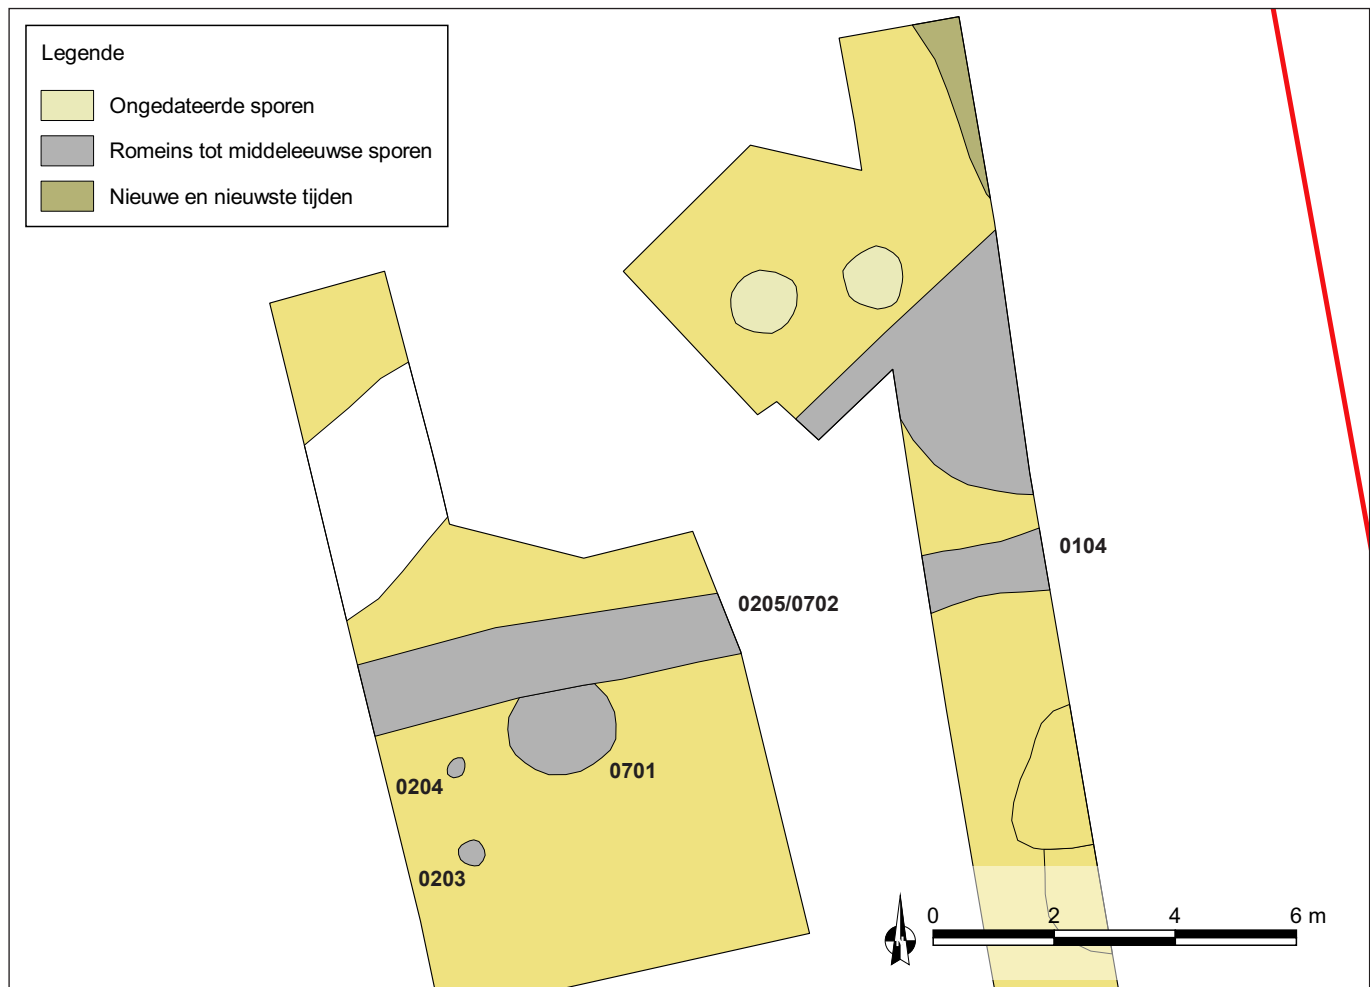 Legende
Ongedateerde sporen
Romeins tot middeleeuwse sporen
Nieuwe en nieuwste tijden
0104
0205/0702
0701
0204
0203
0 2 4 6 m